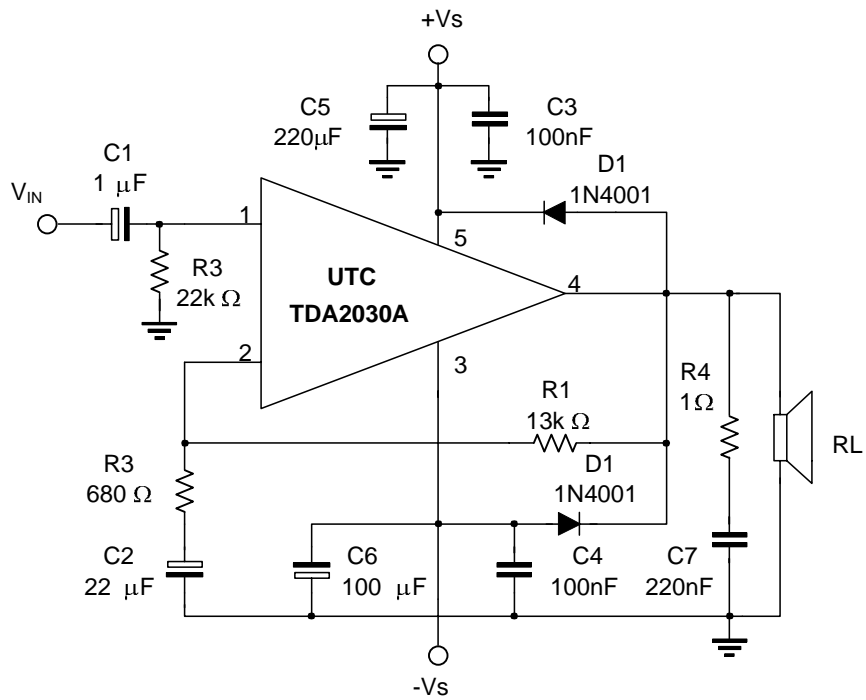 +Vs
C5
220μF
C3
100nF
D1
1N4001
C1
1 μF
VIN
1
R3
22k Ω
5
UTC
TDA2030A
4
2
3
R1
13k Ω
R4
1Ω
RL
R3
680 Ω
D1
1N4001
C2
22 μF
C6
100 μF
C4
100nF
C7
220nF
-Vs